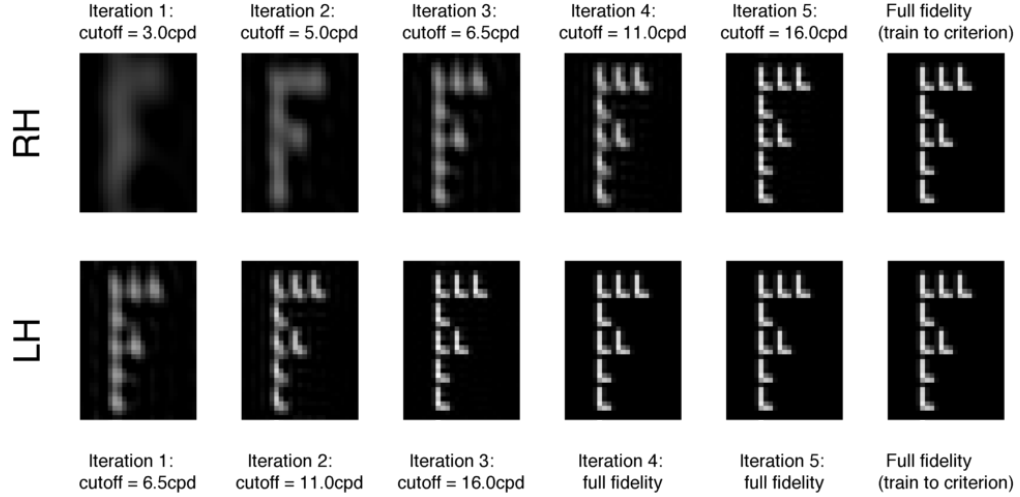 Iteration 1:
cutoff = 3.0cpd
Iteration 2:
cutoff = 5.0cpd
Iteration 3:
cutoff = 6.5cpd
Iteration 4:
cutoff = 11.0cpd
Iteration 5:
cutoff = 16.0cpd
Full fidelity
(train to criterion)
RH
LH
Iteration 1:
cutoff = 6.5cpd
Iteration 2:
cutoff = 11.0cpd
Iteration 3:
cutoff = 16.0cpd
Iteration 4:
full fidelity
Iteration 5:
full fidelity
Full fidelity
(train to criterion)